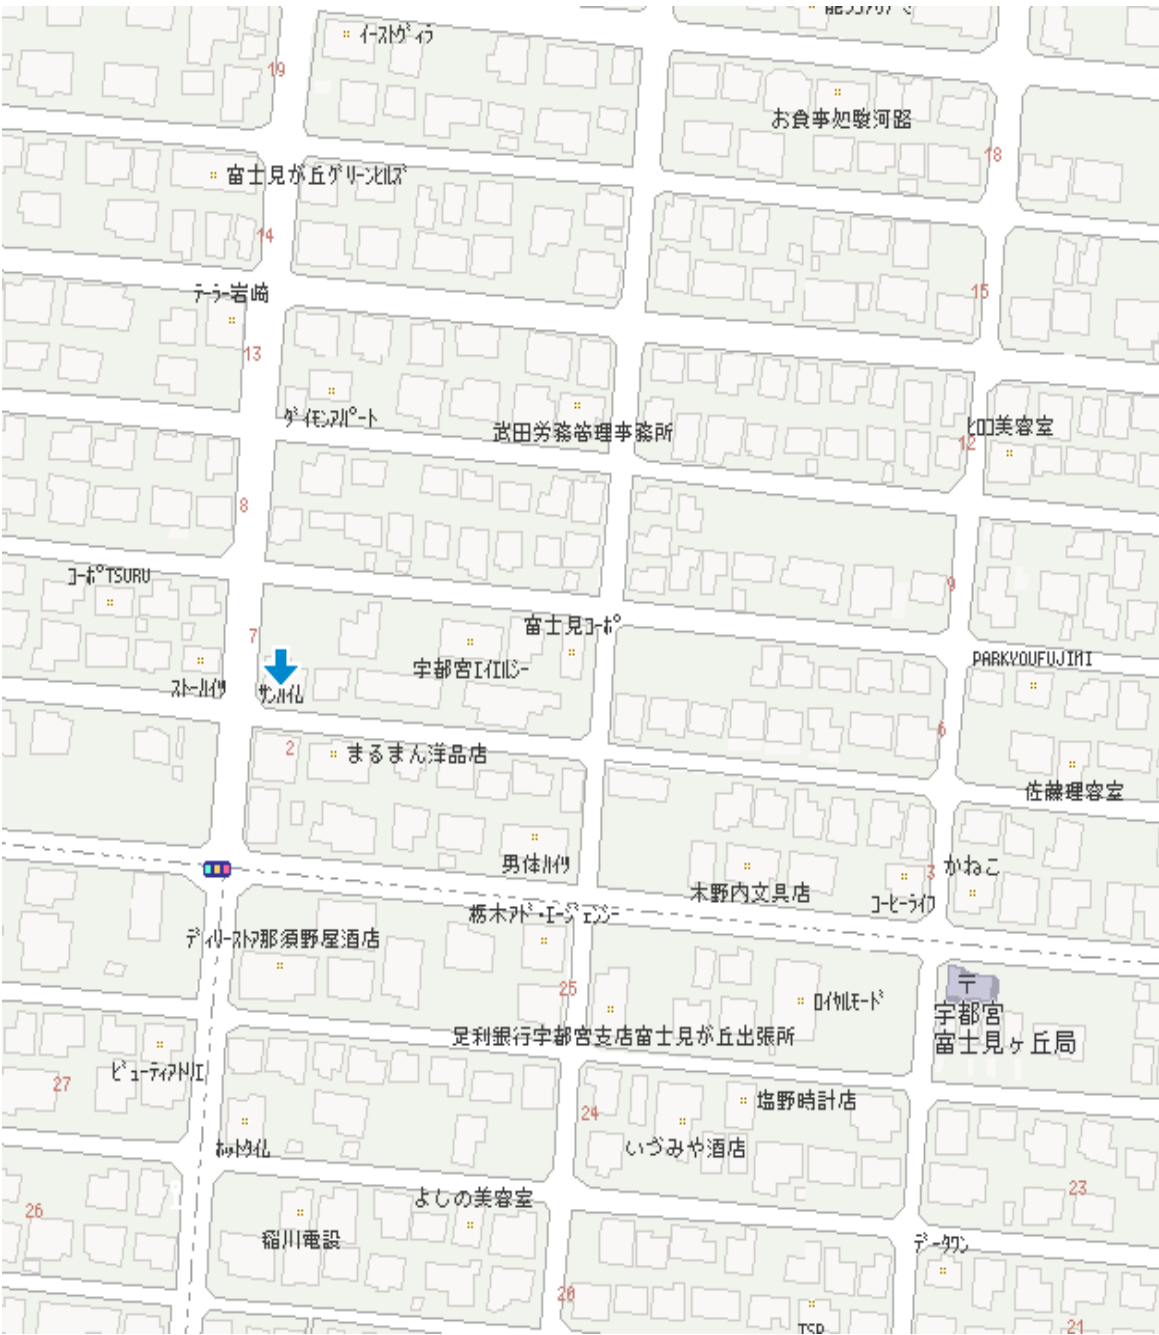 イーストヴィラ
19
お食事処駿河路
18
富士見が丘グリーンヒルズ
14
テーラー岩崎
15
13
ダイモンアパート
武田労務管理事務所
ヒロコ美容室
12
8
コーポTSURU
9
富士見コーポ
7
宇都宮エイエルシー
PARKYOUFUJIMI
ストーハイツ
サンハイム
6
2
まるまん洋品店
佐藤理容室
男体ハイツ
かねこ
3
木野内文具店
コーヒーライフ
栃木アド・エージェンシー
デイリーストア那須野屋酒店
25
ロイヤルモード
〒
宇都宮
富士見ヶ丘局
足利銀行宇都宮支店富士見が丘出張所
ビューティアトリエ
27
24
塩野時計店
ホットタイム
いづみや酒店
23
よしの美容室
26
稲川電設
データワン
20
21
TSP